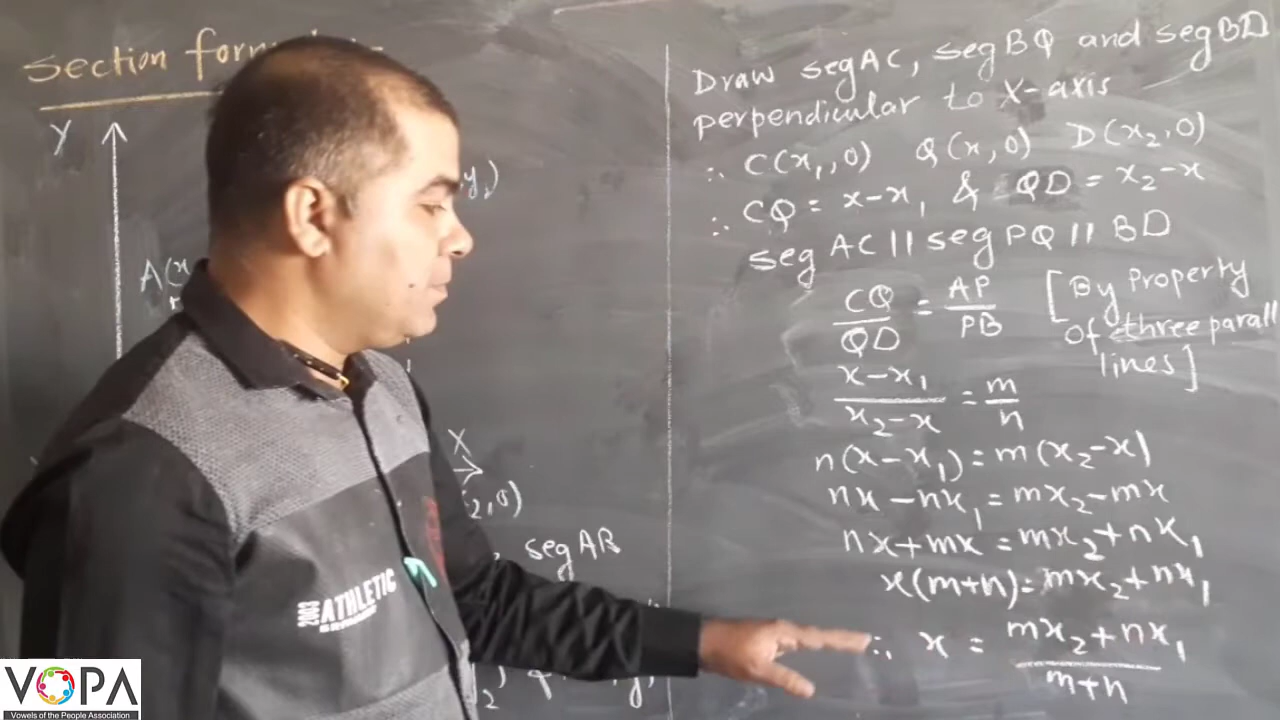 Section
Y
A(x
X
2,0)
, seg AB
Draw seg AC, seg BQ and seg BD
perpendicular to X-axis
∴ C(x₁,0) Q(x,0) D(x₂,0)
∴ CQ = x-x₁ & QD = x₂-x
seg AC || seg PQ || BD
CQ/QD = AP/PB [By Property
Of three parall
lines]
x-x₁/x₂-x = m/n
n(x-x₁) = m(x₂-x)
nx-nx₁ = mx₂-mx
nx+mx = mx₂+nx₁
x(m+n) = mx₂+nx₁
∴ x = mx₂+nx₁/m+n
2003 ATHLETIC
VOPA
Vowels of the People Association